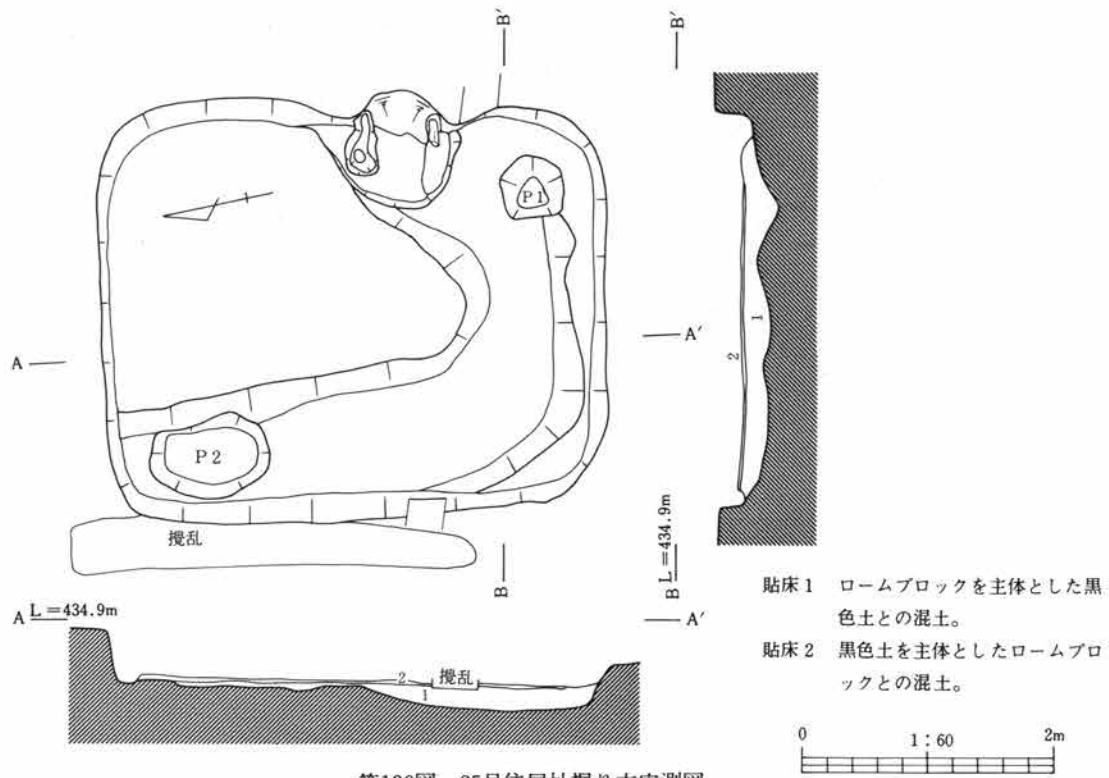 B'
B'
P1
A
A'
P2
攪乱
B
B L=434.9m
A L=434.9m
A'
2
攪乱
1
2
1
貼床1 ロームブロックを主体とした黒
色土との混土。
貼床2 黒色土を主体としたロームブロ
ックとの混土。
0 1:60 2m